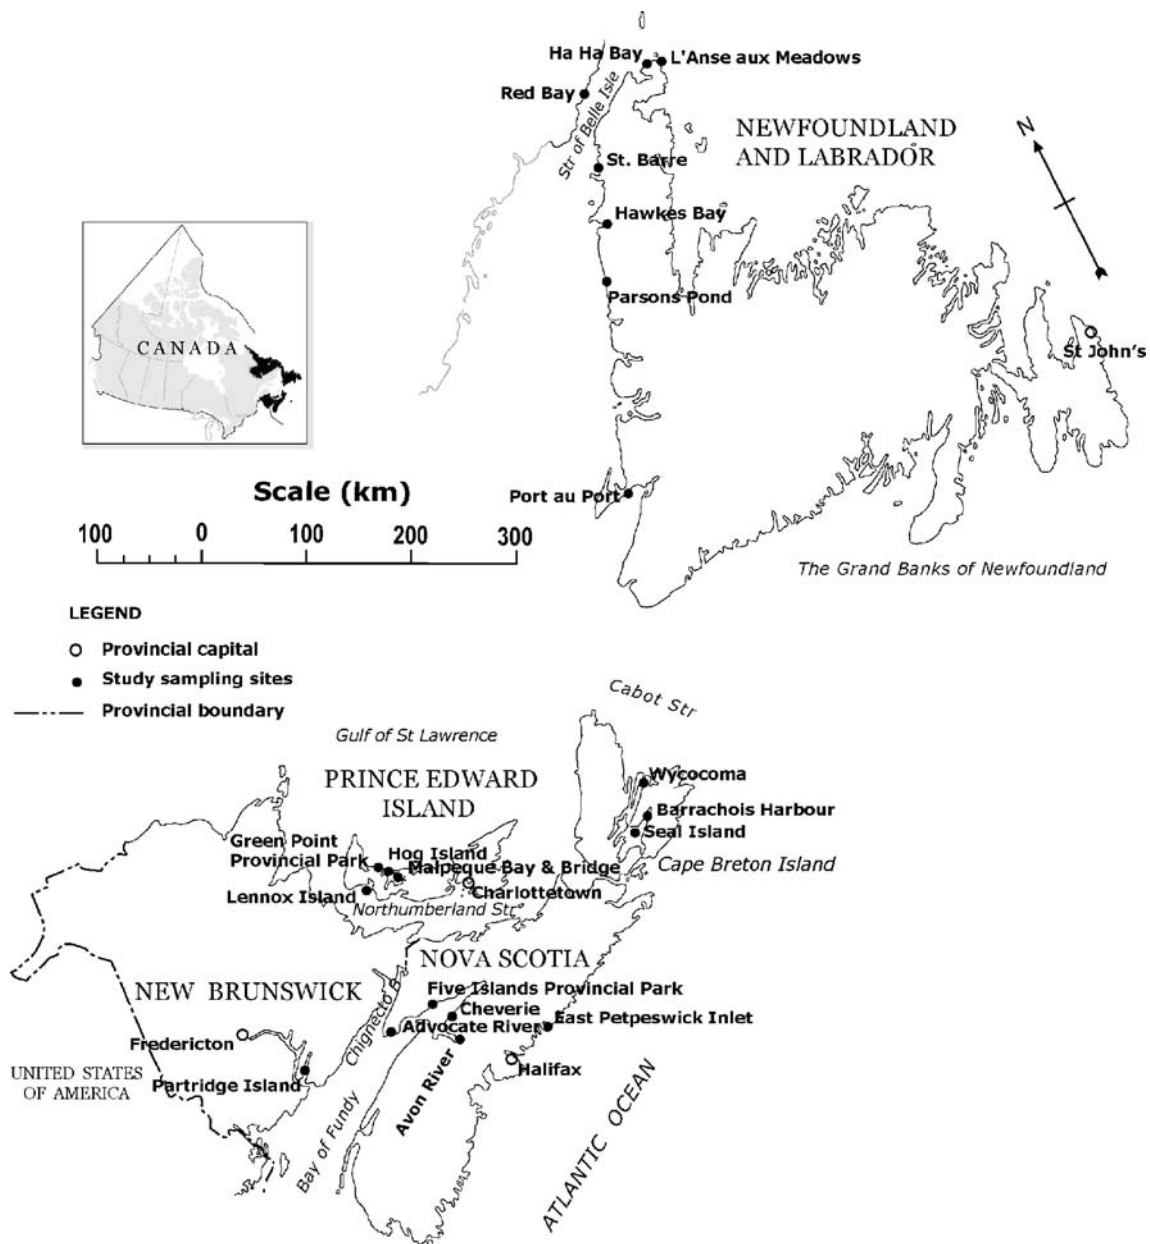 Ha Ha Bay
L'Anse aux Meadows
Red Bay
Str of Belle Isle
NEWFOUNDLAND
AND LABRADOR
N
St. Barre
Hawkes Bay
Parsons Pond
St John's
CANADA
Scale (km)
100 0 100 200 300
Port au Port
The Grand Banks of Newfoundland
LEGEND
Provincial capital
Study sampling sites
Provincial boundary
Cabot Str
Gulf of St Lawrence
PRINCE EDWARD
ISLAND
Wycocoma
Barrachois Harbour
Seal Island
Cape Breton Island
Green Point
Provincial Park
Hog Island
Malpeque Bay & Bridge
Lennox Island
Charlottetown
Northumberland Str
NOVA SCOTIA
NEW BRUNSWICK
Chignecto B
Five Islands Provincial Park
Cheverie
Advocate River
East Petpeswick Inlet
Fredericton
Avon River
Halifax
UNITED STATES
OF AMERICA
Partridge Island
Bay of Fundy
ATLANTIC OCEAN